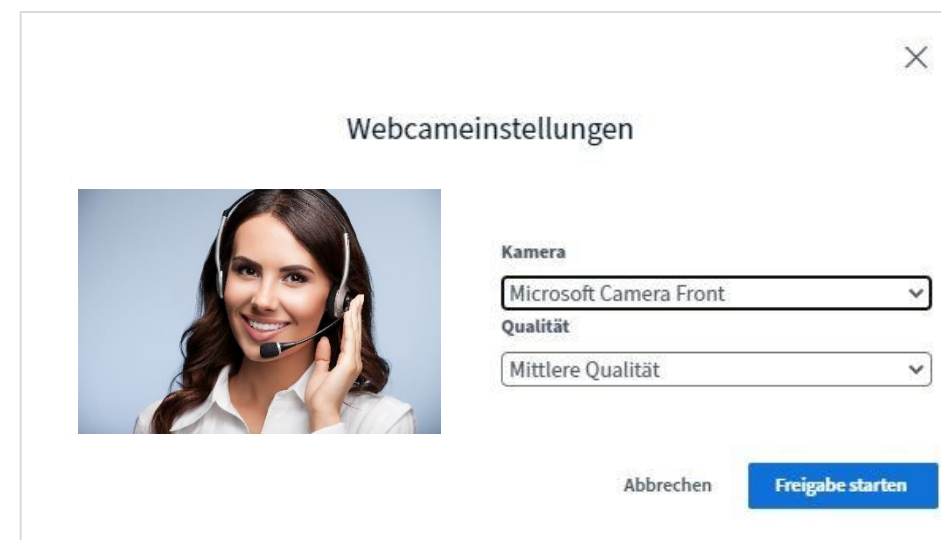 Webcameinstellungen
Kamera
Microsoft Camera Front
Qualität
Mittlere Qualität
Abbrechen
Freigabe starten